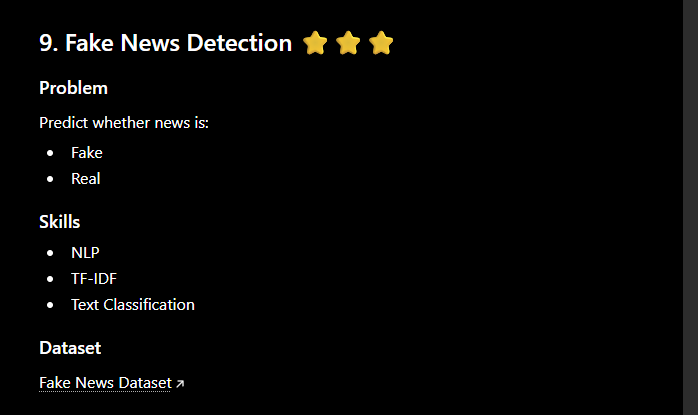 9. Fake News Detection ⭐⭐⭐
Problem
Predict whether news is:
• Fake
• Real
Skills
• NLP
• TF-IDF
• Text Classification
Dataset
Fake News Dataset ↗